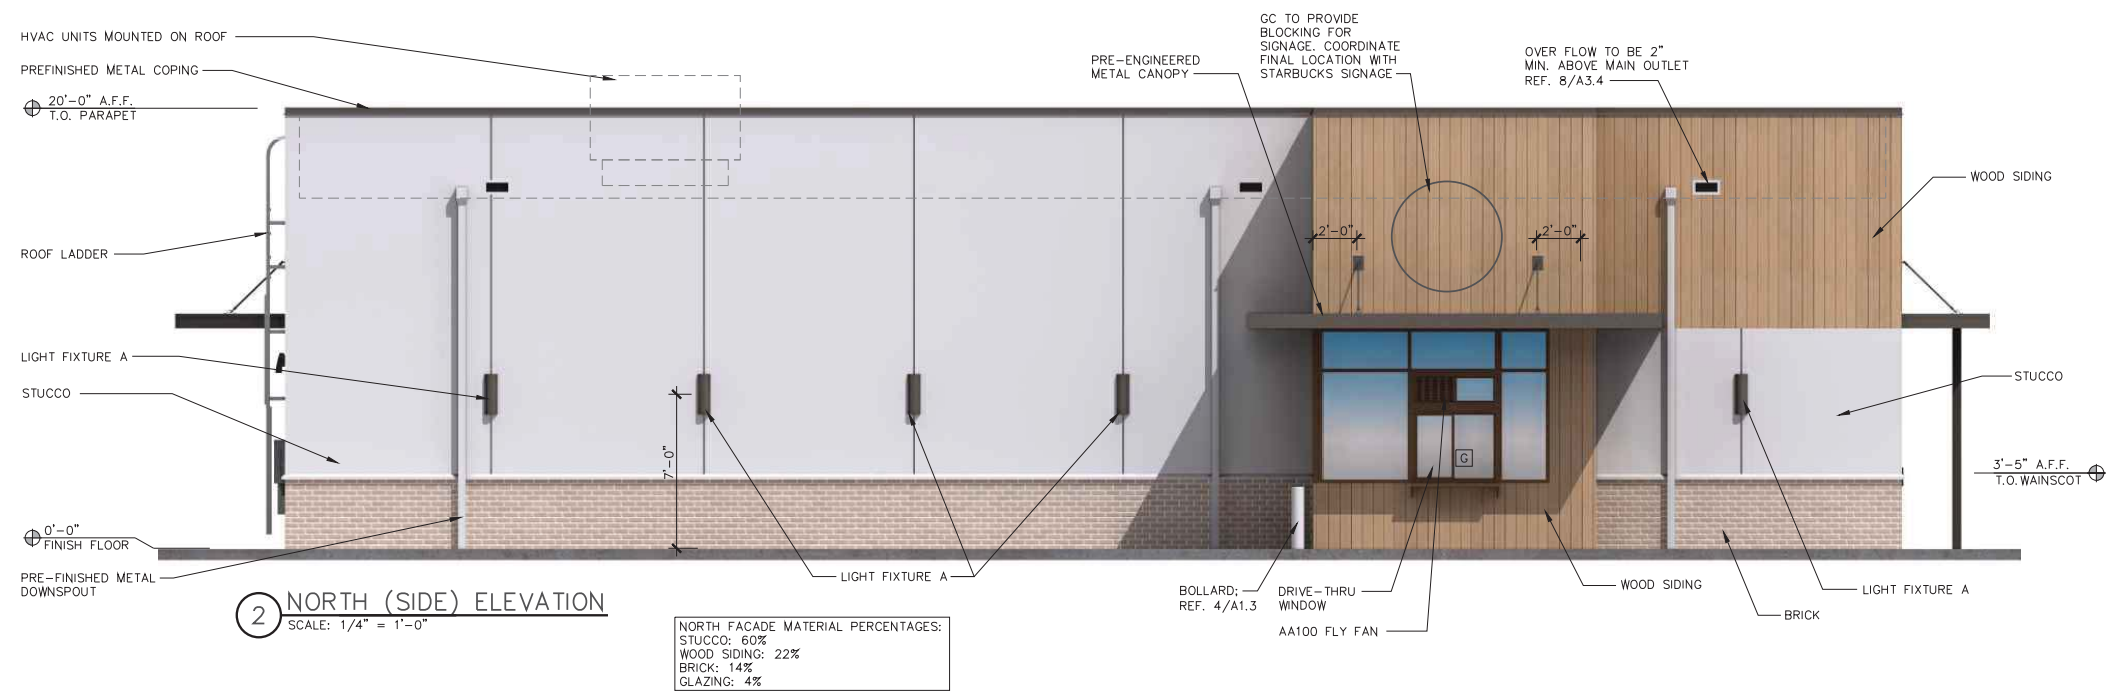 HVAC UNITS MOUNTED ON ROOF
PREFINISHED METAL COPING
20'-0" A.F.F.
T.O. PARAPET
ROOF LADDER
LIGHT FIXTURE A
STUCCO
0'-0"
FINISH FLOOR
PRE-FINISHED METAL
DOWNSPOUT
PRE-ENGINEERED
METAL CANOPY
GC TO PROVIDE
BLOCKING FOR
SIGNAGE. COORDINATE
FINAL LOCATION WITH
STARBUCKS SIGNAGE
OVER FLOW TO BE 2"
MIN. ABOVE MAIN OUTLET
REF. 8/A3.4
WOOD SIDING
2'-0"
2'-0"
7'-0"
G
STUCCO
3'-5" A.F.F.
T.O. WAINSCOT
LIGHT FIXTURE A
BOLLARD;
REF. 4/A1.3
DRIVE-THRU
WINDOW
AA100 FLY FAN
WOOD SIDING
BRICK
LIGHT FIXTURE A
2
NORTH (SIDE) ELEVATION
SCALE: 1/4" = 1'-0"
NORTH FACADE MATERIAL PERCENTAGES:
STUCCO: 60%
WOOD SIDING: 22%
BRICK: 14%
GLAZING: 4%